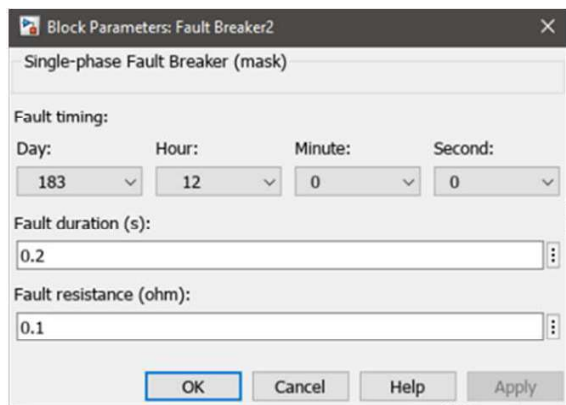 Block Parameters: Fault Breaker2
Single-phase Fault Breaker (mask)
Fault timing:
Day: Hour: Minute: Second:
183 12 0 0
Fault duration (s):
0.2
Fault resistance (ohm):
0.1
OK Cancel Help Apply